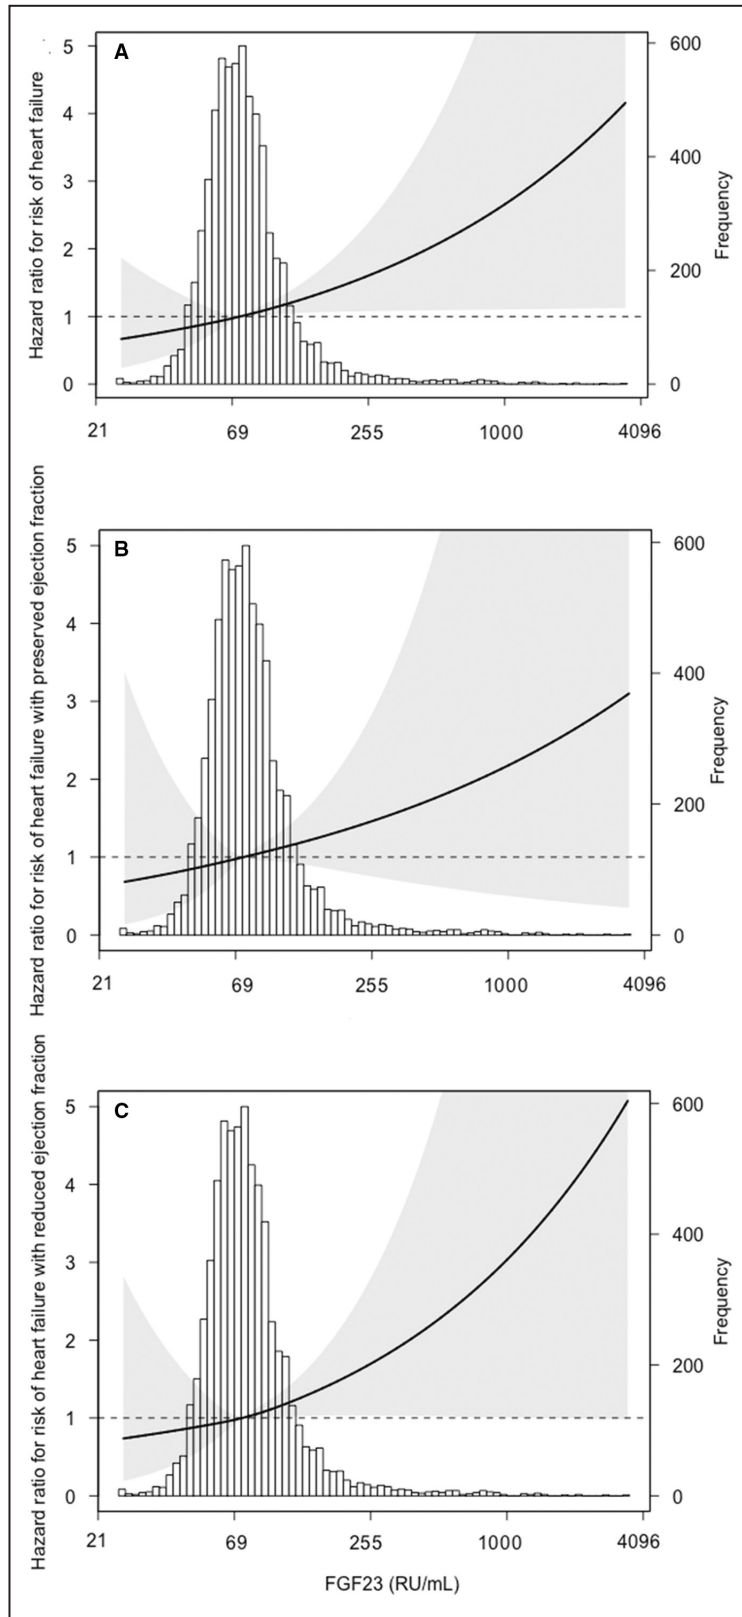 A
Hazard ratio for risk of heart failure
5
4
3
2
1
0
600
400
200
0
Frequency
21 69 255 1000 4096
B
Hazard ratio for risk of heart failure with preserved ejection fraction
5
4
3
2
1
0
600
400
200
0
Frequency
21 69 255 1000 4096
C
Hazard ratio for risk of heart failure with reduced ejection fraction
5
4
3
2
1
0
600
400
200
0
Frequency
21 69 255 1000 4096
FGF23 (RU/mL)